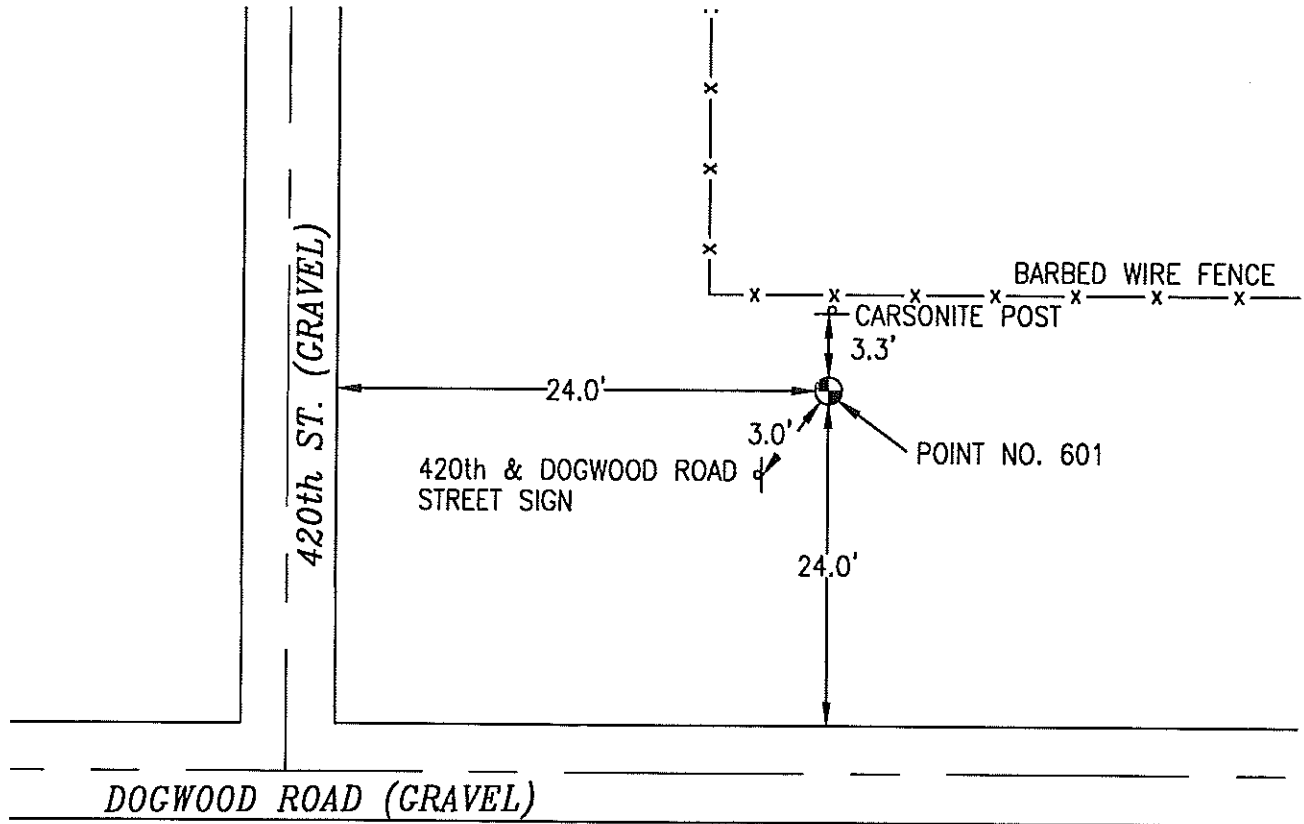 420th ST. (GRAVEL)
BARBED WIRE FENCE
CARSONITE POST
3.3'
24.0'
3.0'
POINT NO. 601
420th & DOGWOOD ROAD
STREET SIGN
24.0'
DOGWOOD ROAD (GRAVEL)